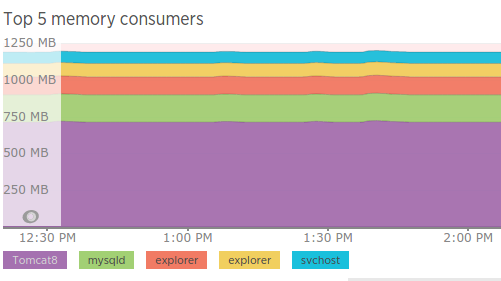 Top 5 memory consumers
1250 MB
1000 MB
750 MB
500 MB
250 MB
12:30 PM 1:00 PM 1:30 PM 2:00 PM
Tomcat8 mysqld explorer explorer svchost